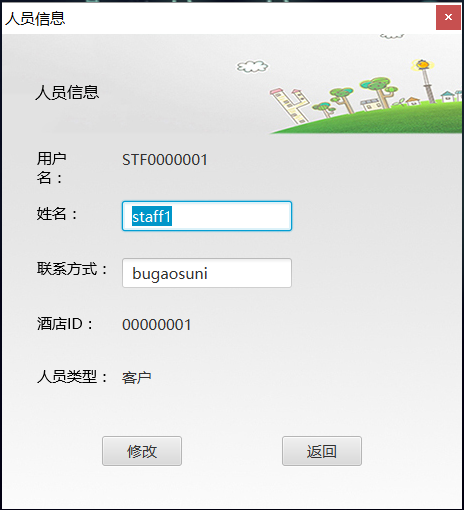 人员信息
人员信息
用户
名：
STF0000001
姓名：
staff1
联系方式：
bugaosuni
酒店ID：
00000001
人员类型：
客户
修改
返回